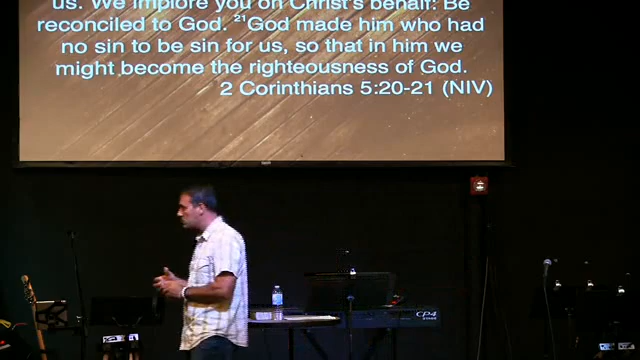 us. We implore you on Christ's behalf: Be
reconciled to God. ²¹God made him who had
no sin to be sin for us, so that in him we
might become the righteousness of God.
2 Corinthians 5:20-21 (NIV)
CP4